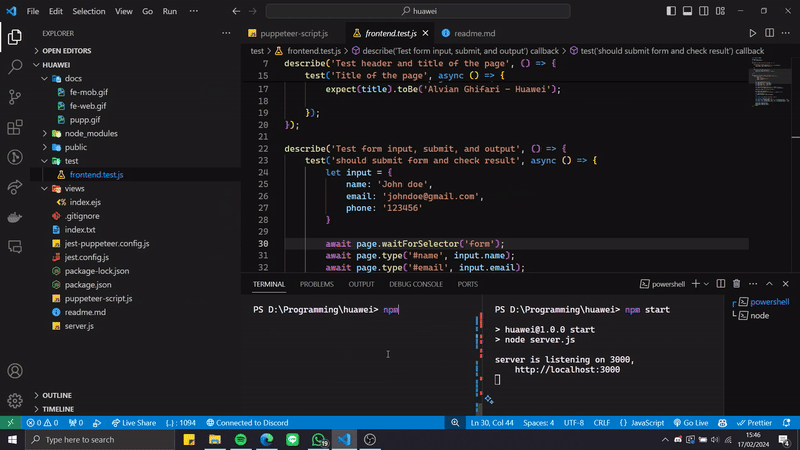 File Edit Selection View Go Run ···
huawei
EXPLORER
OPEN EDITORS
HUAWEI
docs
fe-mob.gif
fe-web.gif
pupp.gif
node_modules
public
test
frontend.test.js
views
index.ejs
.gitignore
index.txt
jest-puppeteer.config.js
jest.config.js
package-lock.json
package.json
puppeteer-script.js
readme.md
server.js
OUTLINE
TIMELINE
puppeteer-script.js frontend.test.js readme.md
test > frontend.test.js > describe('Test form input, submit, and output') callback > test('should submit form and check result') callback
7 describe('Test header and title of the page', () => {
15 test('Title of the page', async () => {
17 expect(title).toBe('Alvian Ghifari - Huawei');
18
19 });
20 });
21
22 describe('Test form input, submit, and output', () => {
23 test('should submit form and check result', async () => {
24 let input = {
25 name: 'John doe',
26 email: 'johndoe@gmail.com',
27 phone: '123456'
28 }
29
30 await page.waitForSelector('form');
31 await page.type('#name', input.name);
32 await page.type('#email', input.email);
TERMINAL PROBLEMS OUTPUT DEBUG CONSOLE PORTS powershell
PS D:\Programming\huawei> npm
PS D:\Programming\huawei> npm start
> huawei@1.0.0 start
> node server.js
server is listening on 3000,
http://localhost:3000
powershell
node
0 0 0 Live Share {..} : 1094 Connected to Discord Ln 30, Col 44 Spaces: 4 UTF-8 CRLF {} JavaScript Go Live Prettier
Type here to search
19
15:46
17/02/2024
4